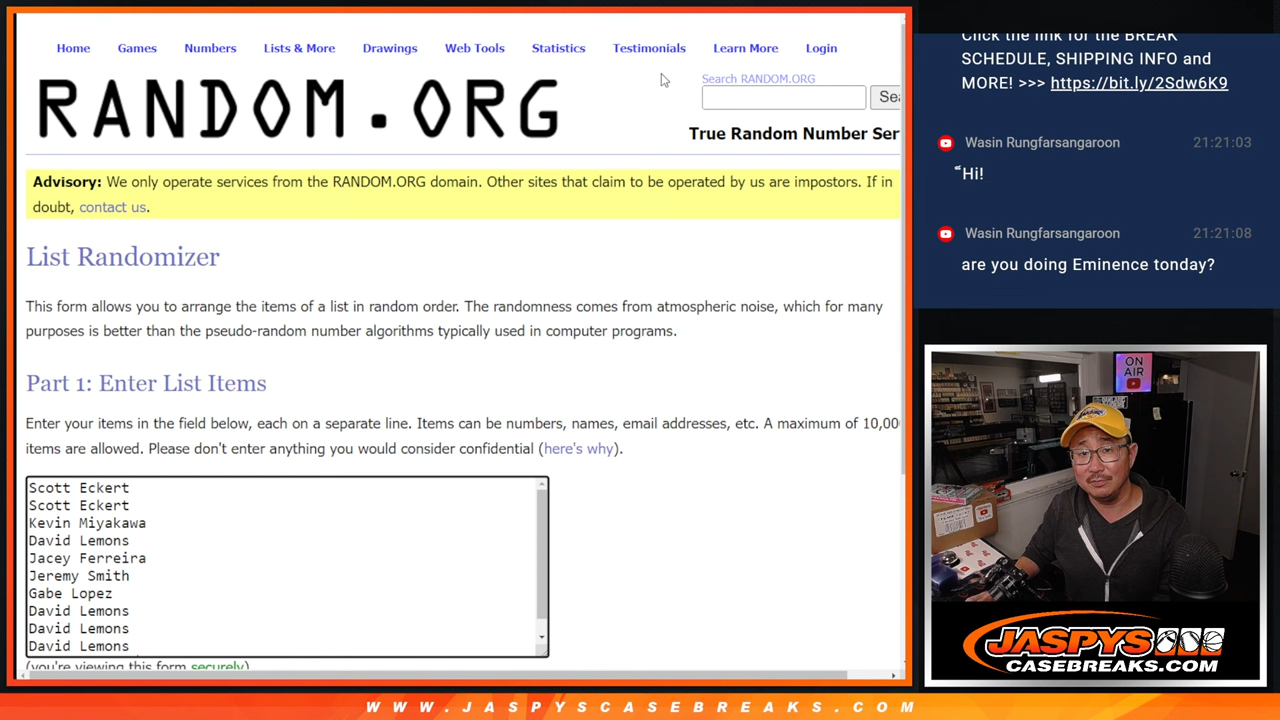 Home Games Numbers Lists & More Drawings Web Tools Statistics Testimonials Learn More Login
RANDOM.ORG
Search RANDOM.ORG
Sea
True Random Number Ser
Advisory: We only operate services from the RANDOM.ORG domain. Other sites that claim to be operated by us are impostors. If in
doubt, contact us.
List Randomizer
This form allows you to arrange the items of a list in random order. The randomness comes from atmospheric noise, which for many
purposes is better than the pseudo-random number algorithms typically used in computer programs.
Part 1: Enter List Items
Enter your items in the field below, each on a separate line. Items can be numbers, names, email addresses, etc. A maximum of 10,00
items are allowed. Please don't enter anything you would consider confidential (here's why).
Scott Eckert
Scott Eckert
Kevin Miyakawa
David Lemons
Jacey Ferreira
Jeremy Smith
Gabe Lopez
David Lemons
David Lemons
David Lemons
(you're viewing this form securely)
Click the link for the BREAK
SCHEDULE, SHIPPING INFO and
MORE! >>> https://bit.ly/2Sdw6K9
Wasin Rungfarsangaroon 21:21:03
Hi!
Wasin Rungfarsangaroon 21:21:08
are you doing Eminence tonday?
ON
AIR
JASPYS
CASEBREAKS.COM
WWW.JASPYSCASEBREAKS.COM